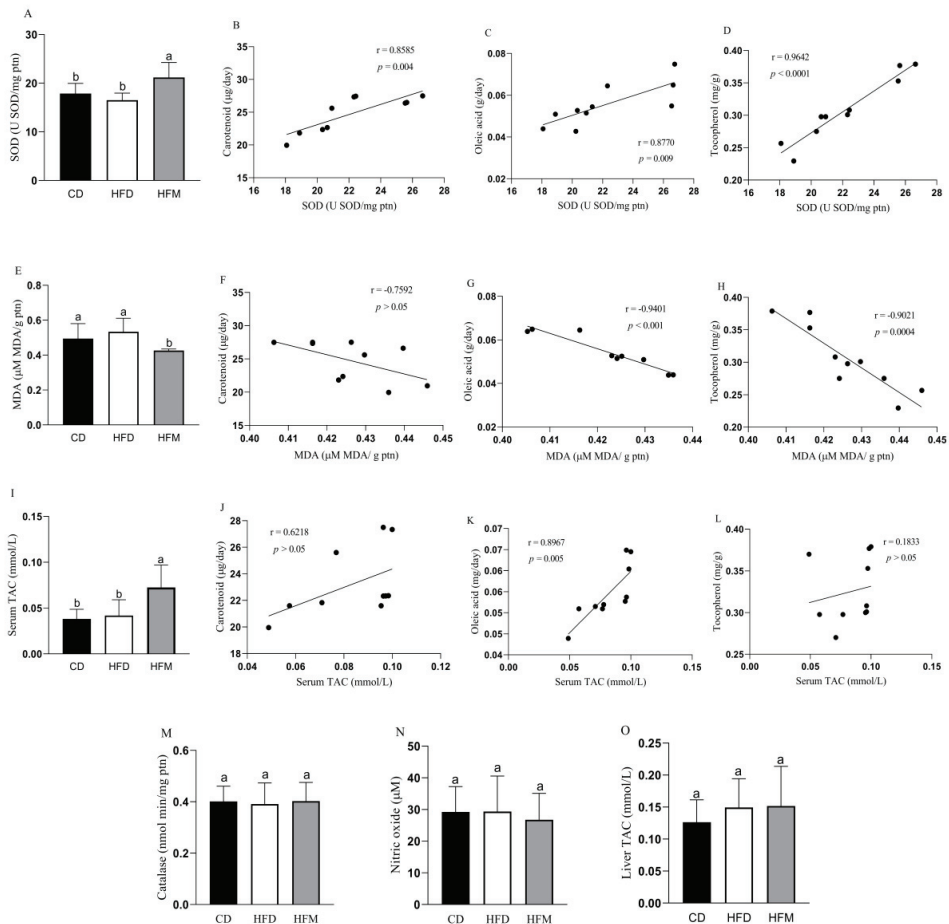 A
SOD (U SOD/mg ptn)
30
20
10
0
b
b
a
CD HFD HFM
B
r = 0.8585
p = 0.004
Carotenoid (µg/day)
35
30
25
20
15
10
16 18 20 22 24 26 28
SOD (U SOD/mg ptn)
C
Oleic acid (g/day)
0.08
0.06
0.04
0.02
r = 0.8770
p = 0.009
16 18 20 22 24 26 28
SOD (U SOD/mg ptn)
D
r = 0.9642
p < 0.0001
Tocopherol (mg/g)
0.40
0.35
0.30
0.25
0.20
16 18 20 22 24 26 28
SOD (U SOD/mg ptn)
E
MDA (µM MDA/g ptn)
0.8
0.6
0.4
0.2
0.0
a
a
b
CD HFD HFM
F
r = -0.7592
p > 0.05
Carotenoid (µg/day)
35
31
27
23
19
15
0.40 0.41 0.42 0.43 0.44 0.45
MDA (µM MDA/ g ptn)
G
r = -0.9401
p < 0.001
Oleic acid (g/day)
0.08
0.06
0.04
0.02
0.00
0.40 0.41 0.42 0.43 0.44 0.45
MDA (µM MDA/ g ptn)
H
r = -0.9021
p = 0.0004
Tocopherol (mg/g)
0.40
0.35
0.30
0.25
0.20
0.40 0.41 0.42 0.43 0.44 0.45
MDA (µM MDA/ g ptn)
I
Serum TAC (mmol/L)
0.15
0.10
0.05
0.00
b
b
a
CD HFD HFM
J
r = 0.6218
p > 0.05
Carotenoid (µg/day)
28
26
24
22
20
18
0.04 0.06 0.08 0.10 0.12
Serum TAC (mmol/L)
K
r = 0.8967
p = 0.005
Oleic acid (mg/day)
0.07
0.07
0.06
0.06
0.05
0.05
0.04
0.00 0.05 0.10 0.15
Serum TAC (mmol/L)
L
r = 0.1833
p > 0.05
Tocopherol (mg/g)
0.40
0.35
0.30
0.25
0.00 0.05 0.10 0.15
Serum TAC (mmol/L)
M
Catalase (nmol min/mg ptn)
0.6
0.4
0.2
0.0
a
a
a
CD HFD HFM
N
Nitric oxide (µM)
50
40
30
20
10
0
a
a
a
CD HFD HFM
O
Liver TAC (mmol/L)
0.25
0.20
0.15
0.10
0.05
0.00
a
a
a
CD HFD HFM